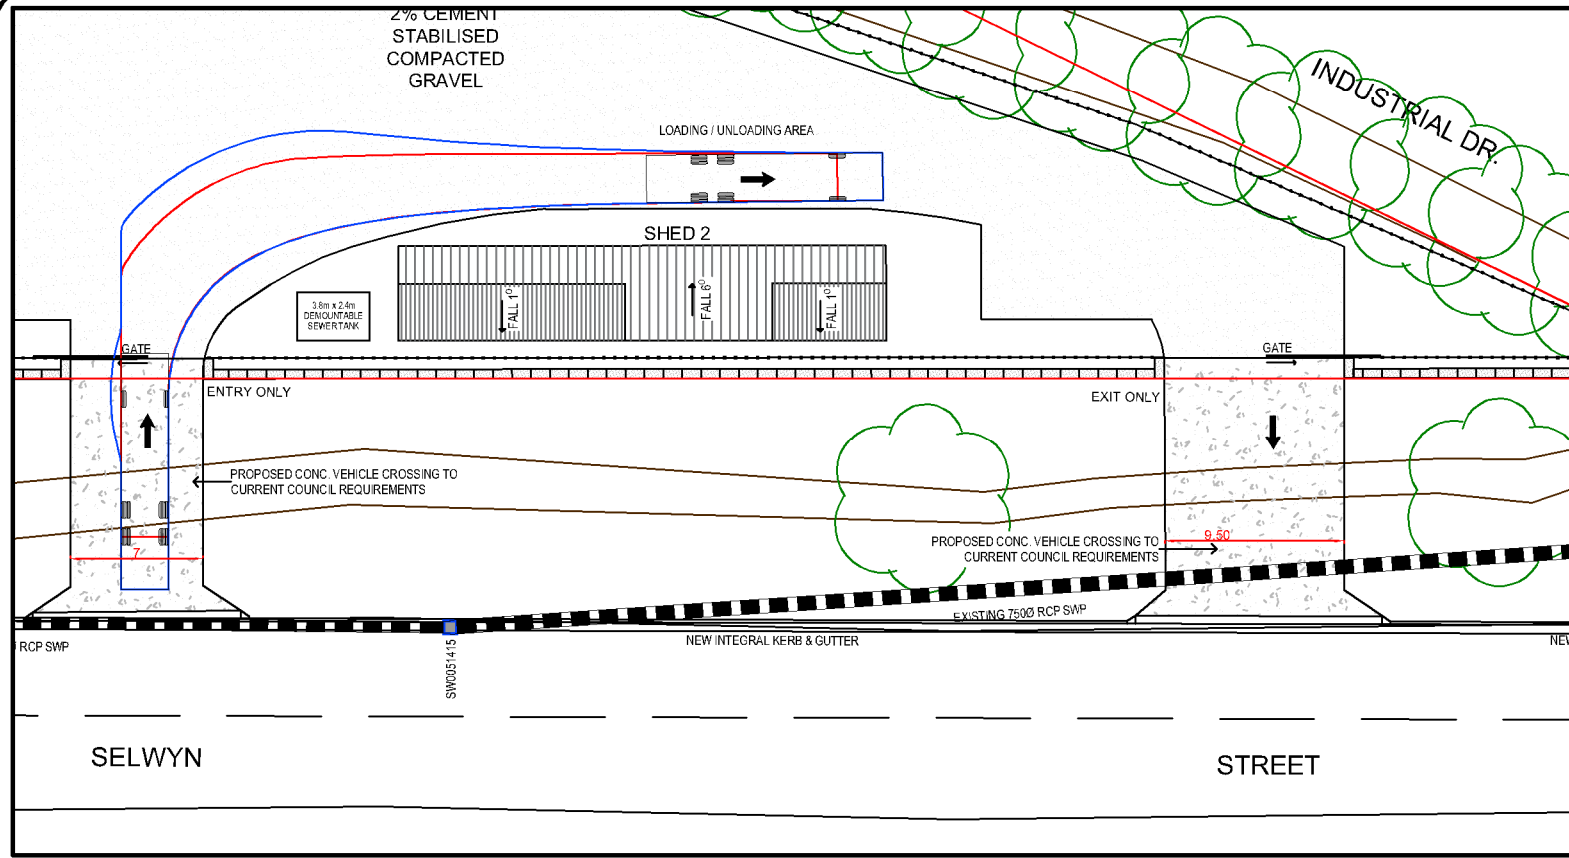 2% CEMENT
STABILISED
COMPACTED
GRAVEL
INDUSTRIAL DR.
LOADING / UNLOADING AREA
SHED 2
3.8m x 2.4m
DEMOUNTABLE
SEWER TANK
FALL 1⁰
FALL 6⁰
FALL 1⁰
GATE
GATE
ENTRY ONLY
EXIT ONLY
PROPOSED CONC. VEHICLE CROSSING TO
CURRENT COUNCIL REQUIREMENTS
PROPOSED CONC. VEHICLE CROSSING TO
CURRENT COUNCIL REQUIREMENTS
7
9.50
EXISTING 750Ø RCP SWP
RCP SWP
SW0051415
NEW INTEGRAL KERB & GUTTER
SELWYN
STREET